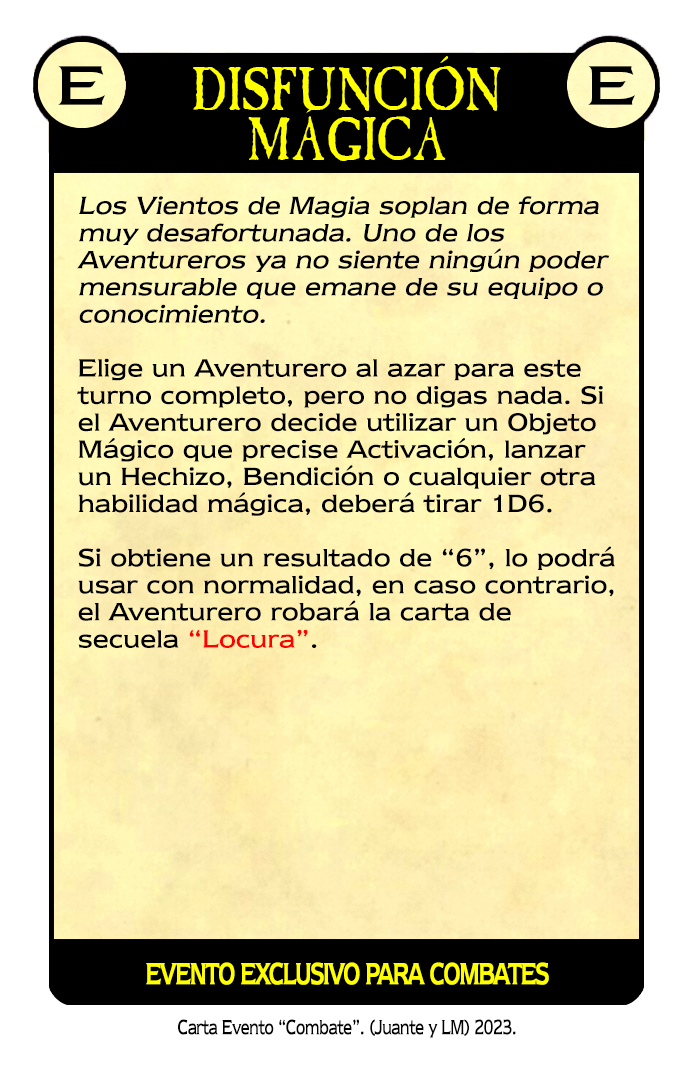 E
E
DISFUNCIÓN
MAGICA
Los Vientos de Magia soplan de forma
muy desafortunada. Uno de los
Aventureros ya no siente ningún poder
mensurable que emane de su equipo o
conocimiento.
Elige un Aventurero al azar para este
turno completo, pero no digas nada. Si
el Aventurero decide utilizar un Objeto
Mágico que precise Activación, lanzar
un Hechizo, Bendición o cualquier otra
habilidad mágica, deberá tirar 1D6.
Si obtiene un resultado de “6”, lo podrá
usar con normalidad, en caso contrario,
el Aventurero robará la carta de
secuela “Locura”.
EVENTO EXCLUSIVO PARA COMBATES
Carta Evento “Combate”. (Juante y LM) 2023.